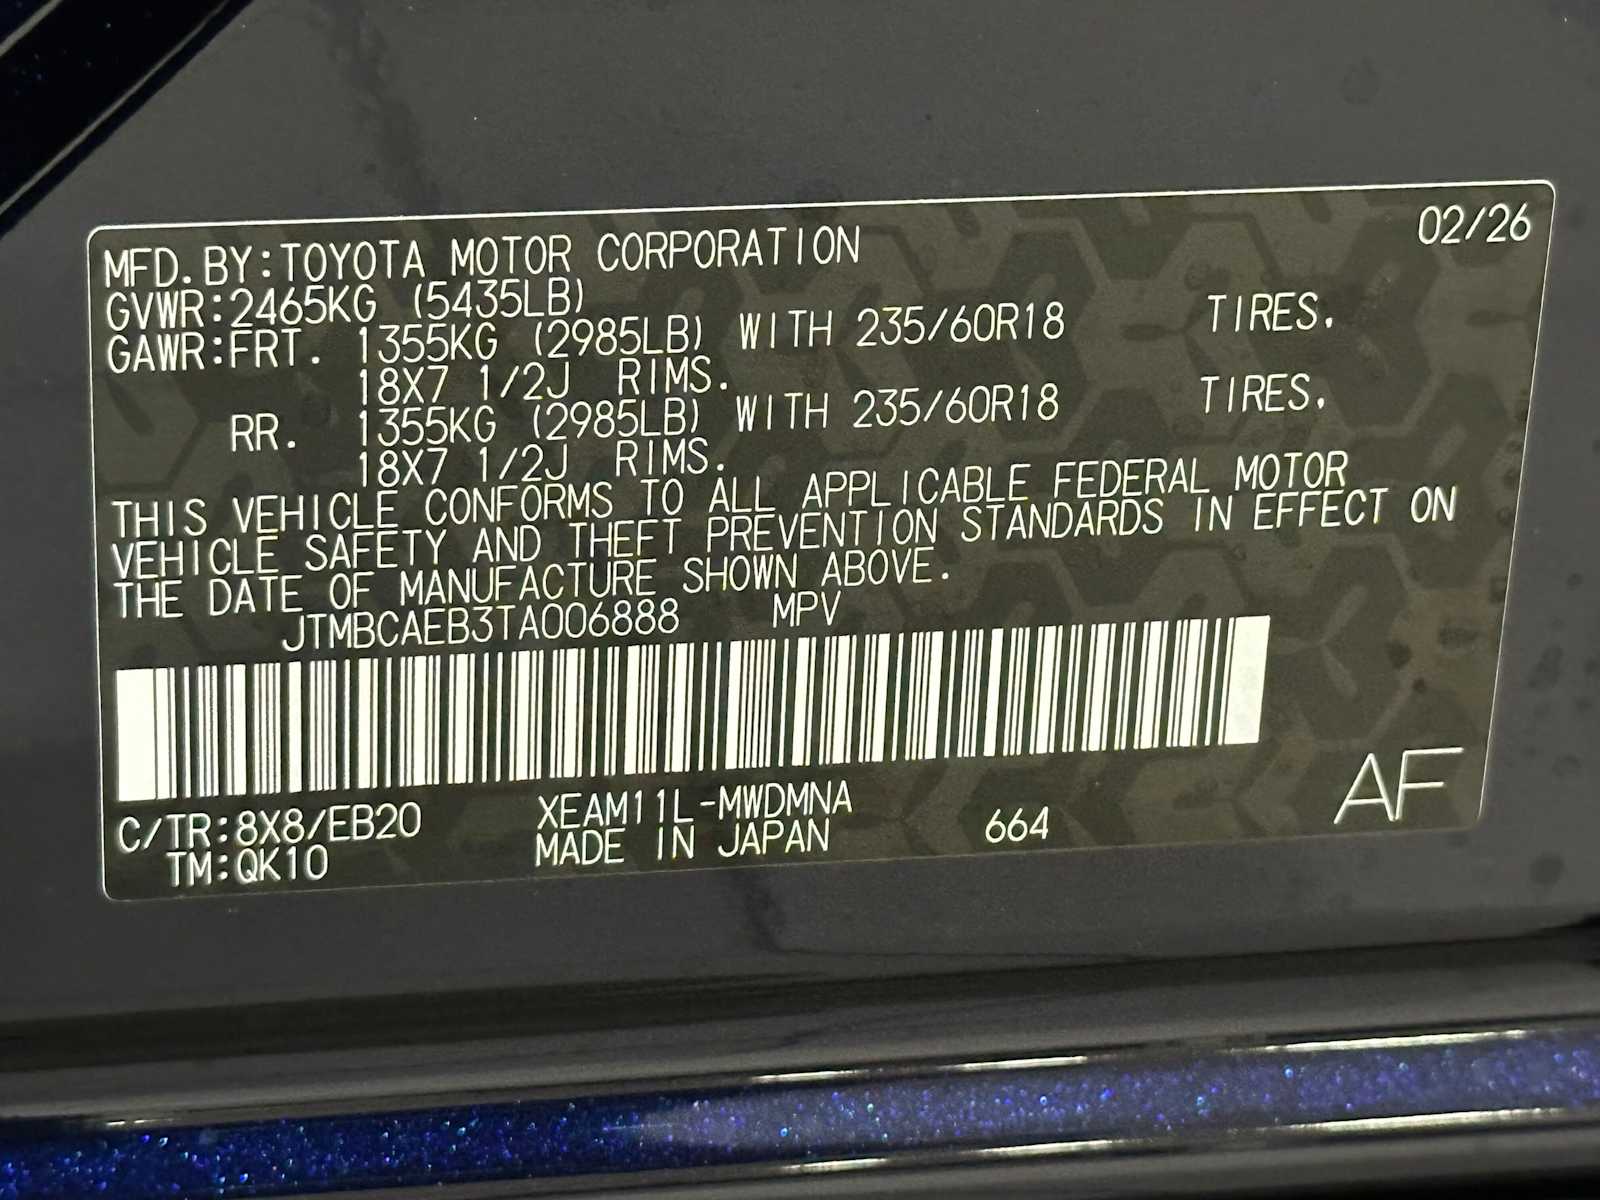 02/26
MFD.BY:TOYOTA MOTOR CORPORATION
GVWR:2465KG (5435LB)
GAWR:FRT. 1355KG (2985LB) WITH 235/60R18 TIRES.
18X7 1/2J RIMS.
RR. 1355KG (2985LB) WITH 235/60R18 TIRES.
18X7 1/2J RIMS.
THIS VEHICLE CONFORMS TO ALL APPLICABLE FEDERAL MOTOR
VEHICLE SAFETY AND THEFT PREVENTION STANDARDS IN EFFECT ON
THE DATE OF MANUFACTURE SHOWN ABOVE.
JTMBCAEB3TA006888 MPV
C/TR:8X8/EB20 XEAM11L-MWDMNA
TM:QK10 MADE IN JAPAN 664 AF